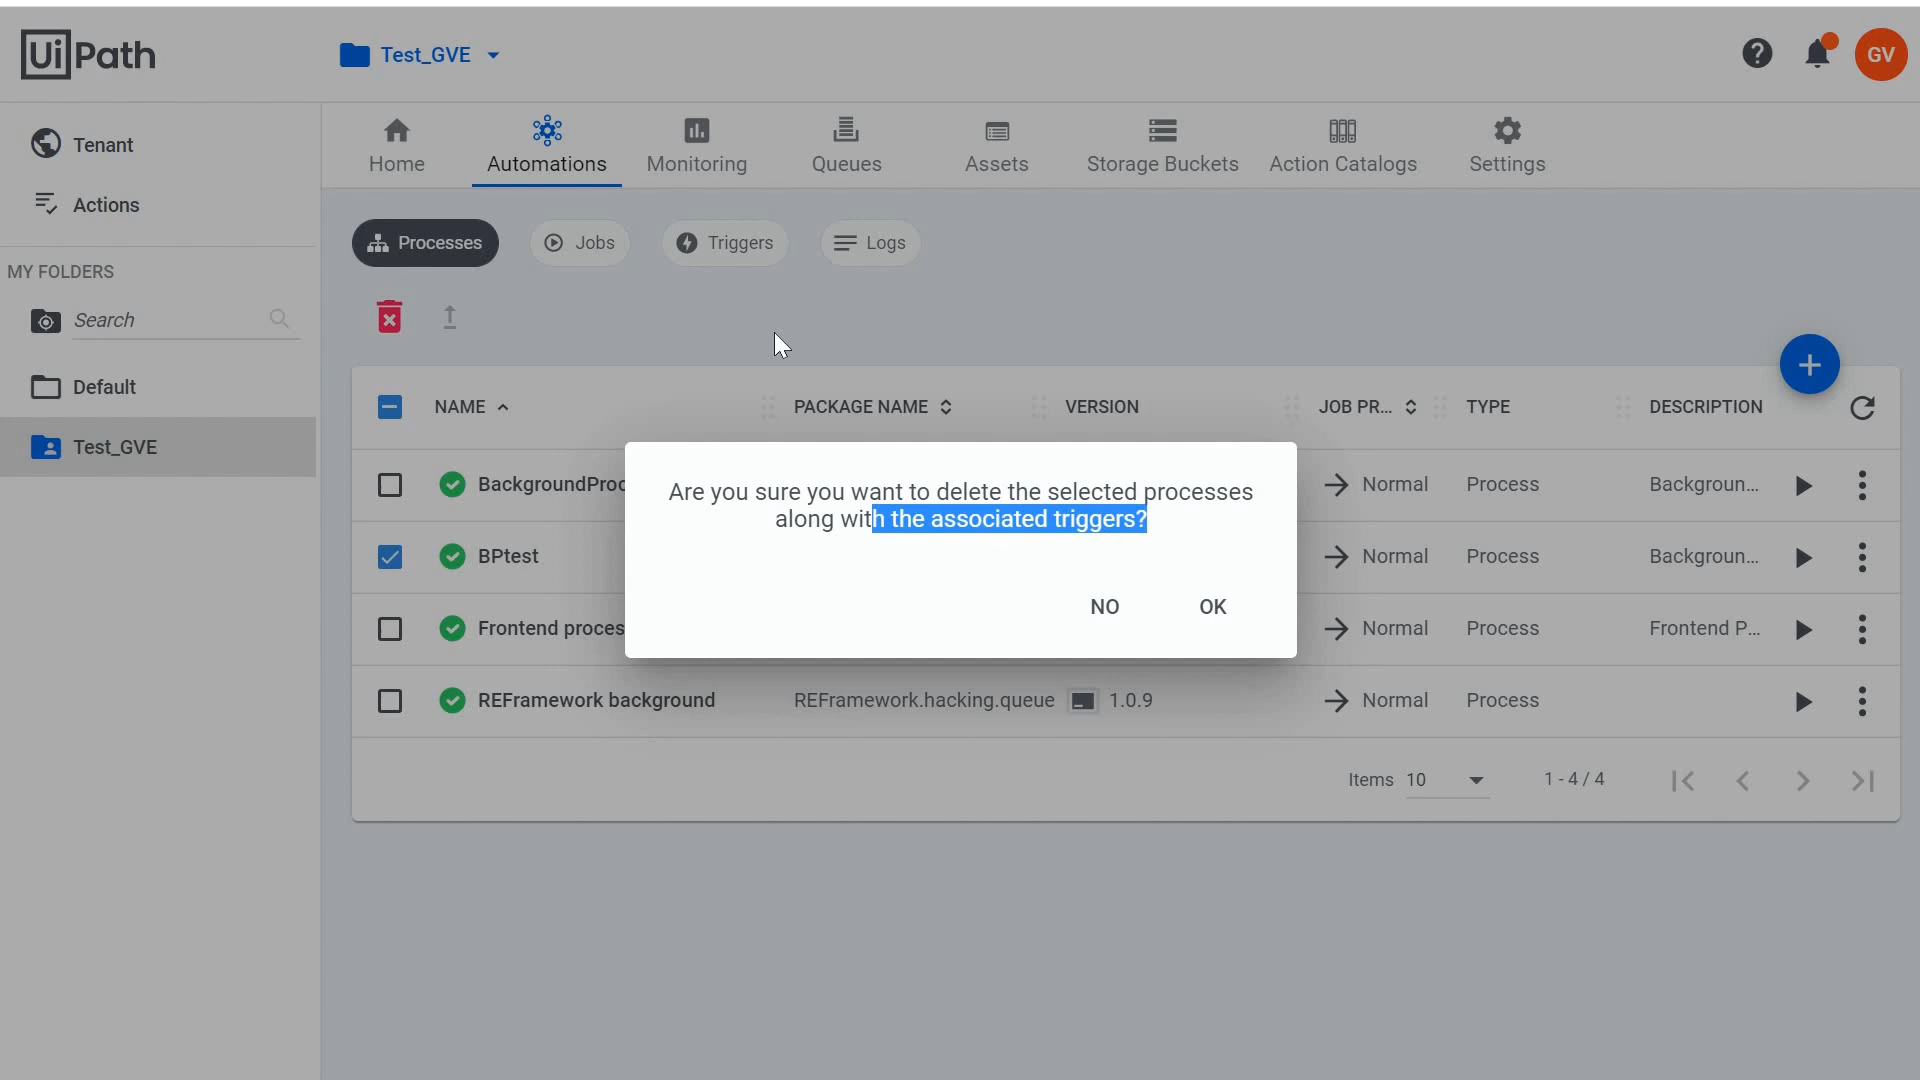 UiPath
Test_GVE
GV
Tenant
Actions
MY FOLDERS
Search
Default
Test_GVE
Home
Automations
Monitoring
Queues
Assets
Storage Buckets
Action Catalogs
Settings
Processes
Jobs
Triggers
Logs
NAME
PACKAGE NAME
VERSION
JOB PR...
TYPE
DESCRIPTION
BackgroundProc
Normal
Process
Backgroun...
BPtest
Normal
Process
Backgroun...
Frontend proces
Normal
Process
Frontend P...
REFramework background
REFramework.hacking.queue
1.0.9
Normal
Process
Items 10
1 - 4 / 4
Are you sure you want to delete the selected processes
along with the associated triggers?
NO
OK